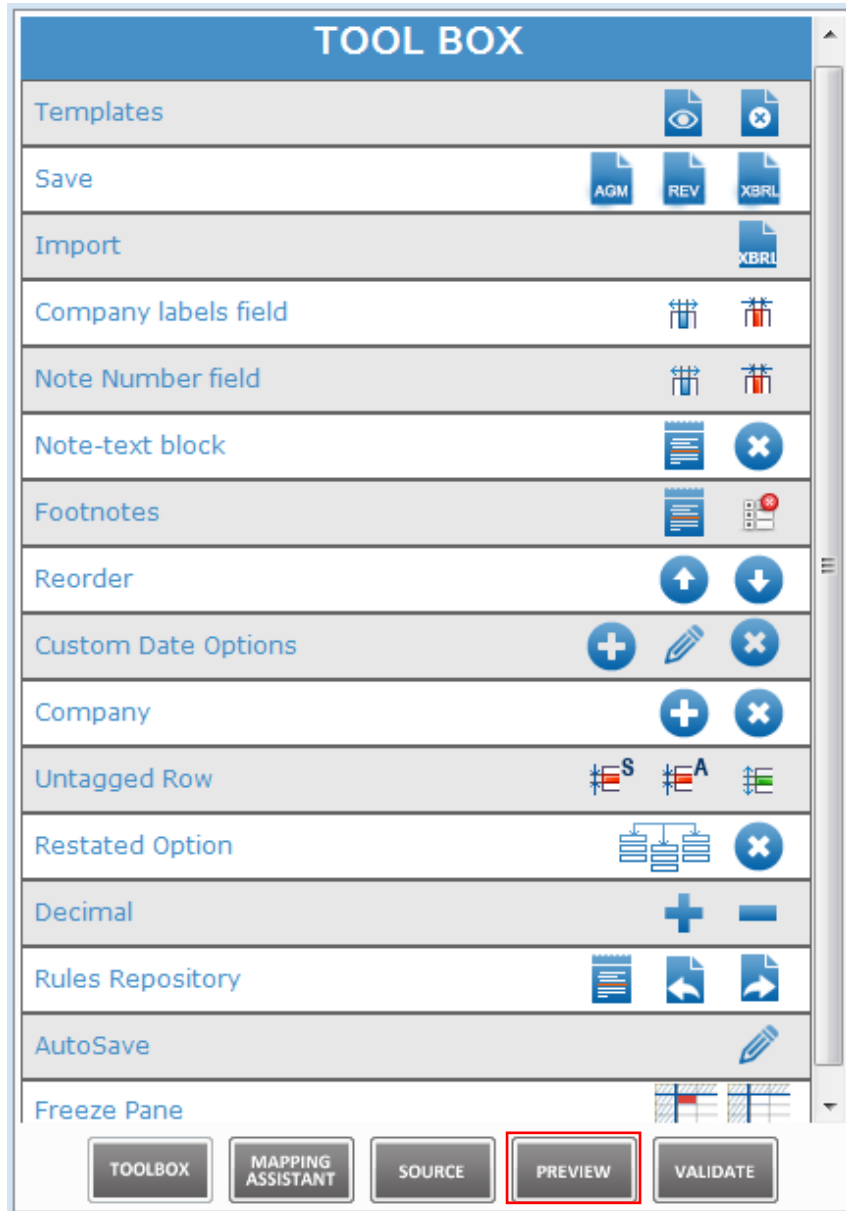 TOOL BOX
Templates
Save AGM REV XBRL
Import XBRL
Company labels field
Note Number field
Note-text block
Footnotes
Reorder
Custom Date Options
Company
Untagged Row S A
Restated Option
Decimal
Rules Repository
AutoSave
Freeze Pane
TOOLBOX MAPPING ASSISTANT SOURCE PREVIEW VALIDATE